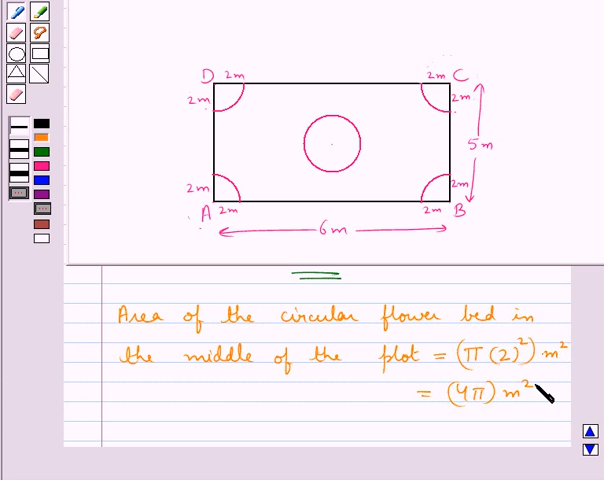 D 2m 2m C
2m 2m
5m
2m 2m
A 2m 2m B
6m
Area of the circular flower bed in
the middle of the plot = (π(2)²) m²
= (4π) m²